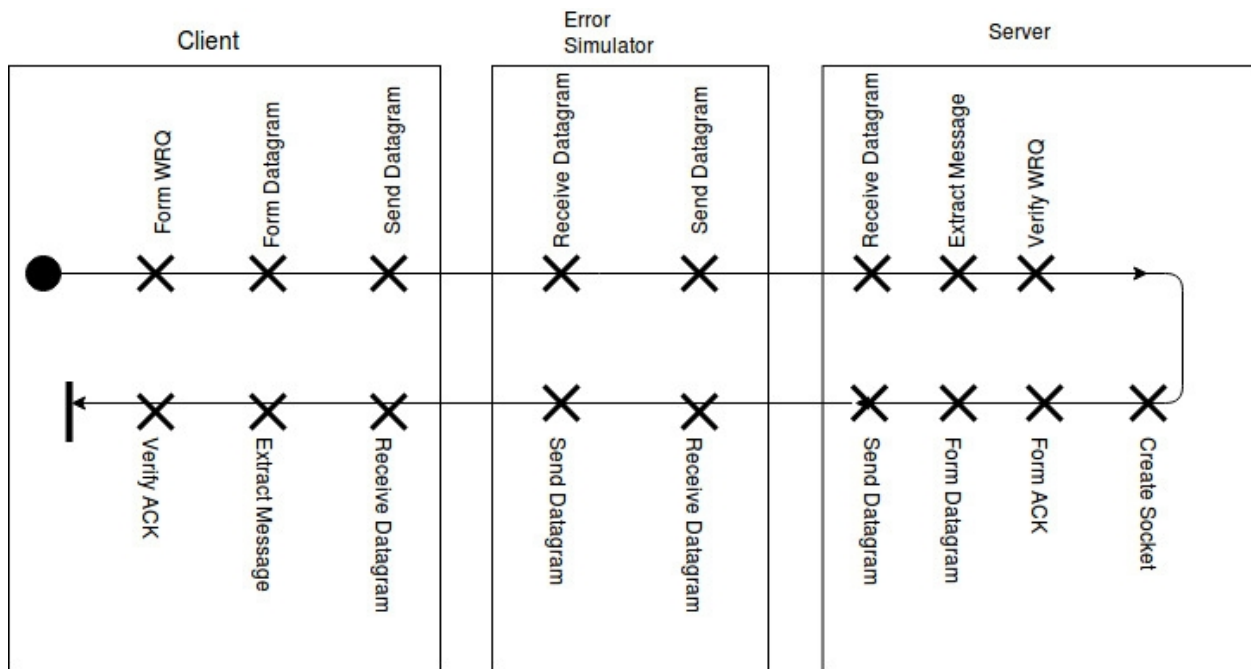 Client
Error
Simulator
Server
Form WRQ
Form Datagram
Send Datagram
Receive Datagram
Send Datagram
Receive Datagram
Extract Message
Verify WRQ
Verify ACK
Extract Message
Receive Datagram
Send Datagram
Receive Datagram
Send Datagram
Form Datagram
Form ACK
Create Socket